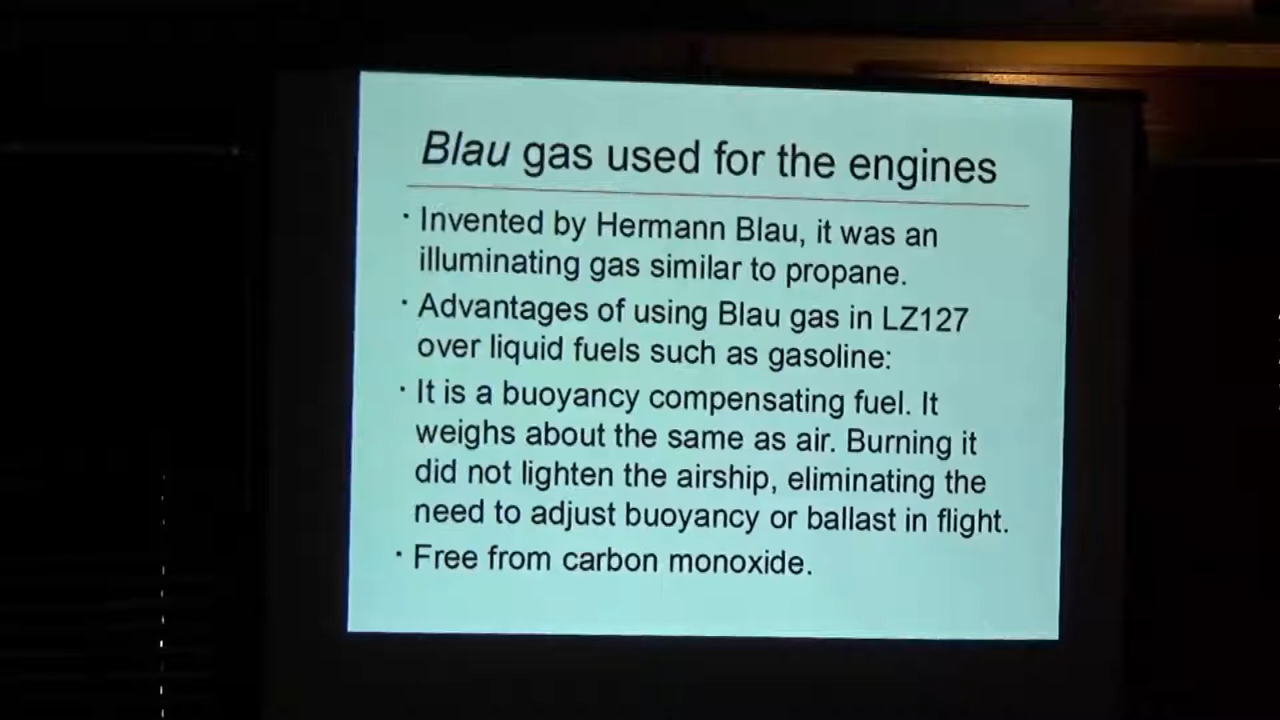 Blau gas used for the engines
· Invented by Hermann Blau, it was an
illuminating gas similar to propane.
· Advantages of using Blau gas in LZ127
over liquid fuels such as gasoline:
· It is a buoyancy compensating fuel. It
weighs about the same as air. Burning it
did not lighten the airship, eliminating the
need to adjust buoyancy or ballast in flight.
· Free from carbon monoxide.